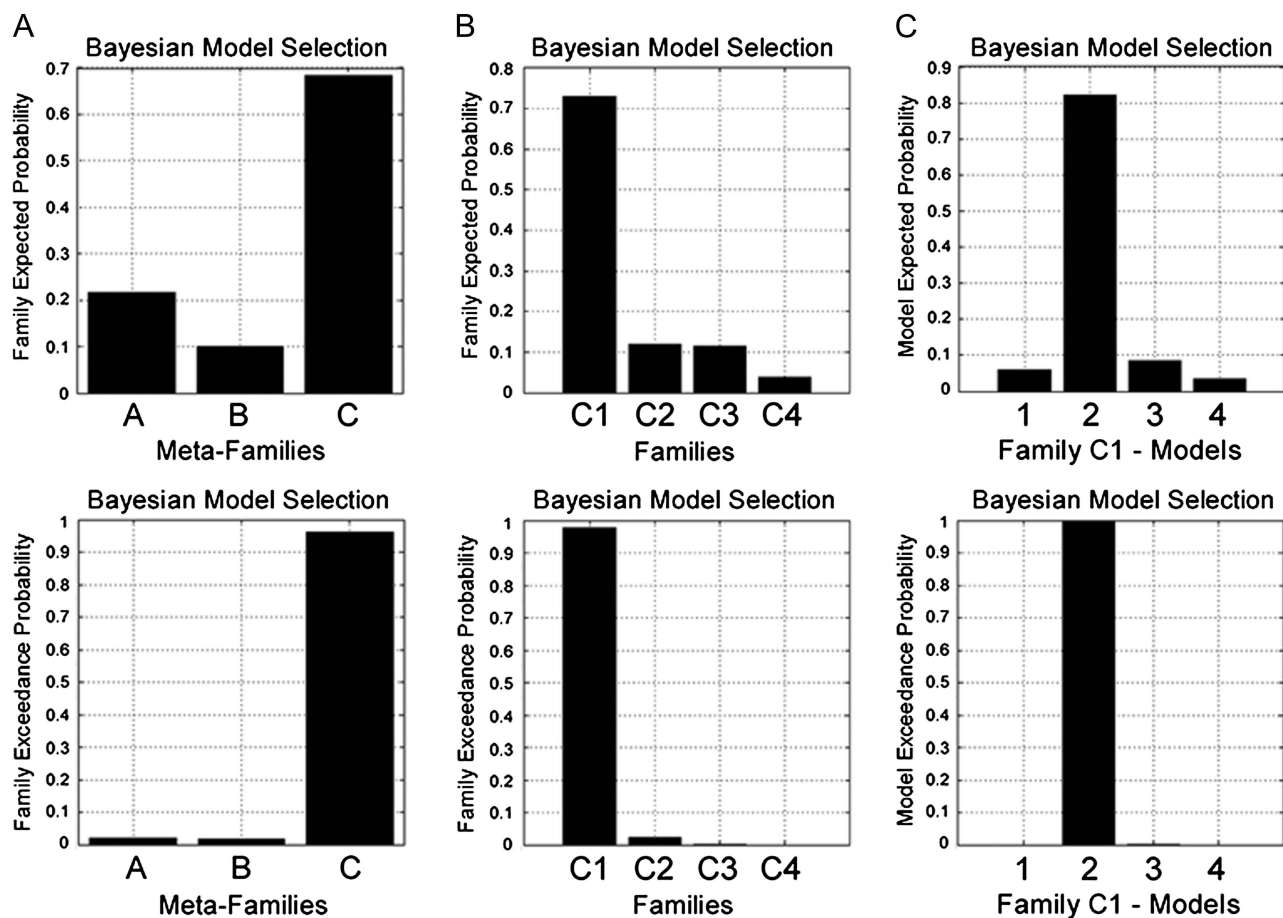 A
Bayesian Model Selection
Family Expected Probability
0.7
0.6
0.5
0.4
0.3
0.2
0.1
0
A B C
Meta-Families
B
Bayesian Model Selection
Family Expected Probability
0.8
0.7
0.6
0.5
0.4
0.3
0.2
0.1
0
C1 C2 C3 C4
Families
C
Bayesian Model Selection
Model Expected Probability
0.9
0.8
0.7
0.6
0.5
0.4
0.3
0.2
0.1
0
1 2 3 4
Family C1 - Models
Bayesian Model Selection
Family Exceedance Probability
1
0.9
0.8
0.7
0.6
0.5
0.4
0.3
0.2
0.1
0
A B C
Meta-Families
Bayesian Model Selection
Family Exceedance Probability
1
0.9
0.8
0.7
0.6
0.5
0.4
0.3
0.2
0.1
0
C1 C2 C3 C4
Families
Bayesian Model Selection
Model Exceedance Probability
1
0.9
0.8
0.7
0.6
0.5
0.4
0.3
0.2
0.1
0
1 2 3 4
Family C1 - Models